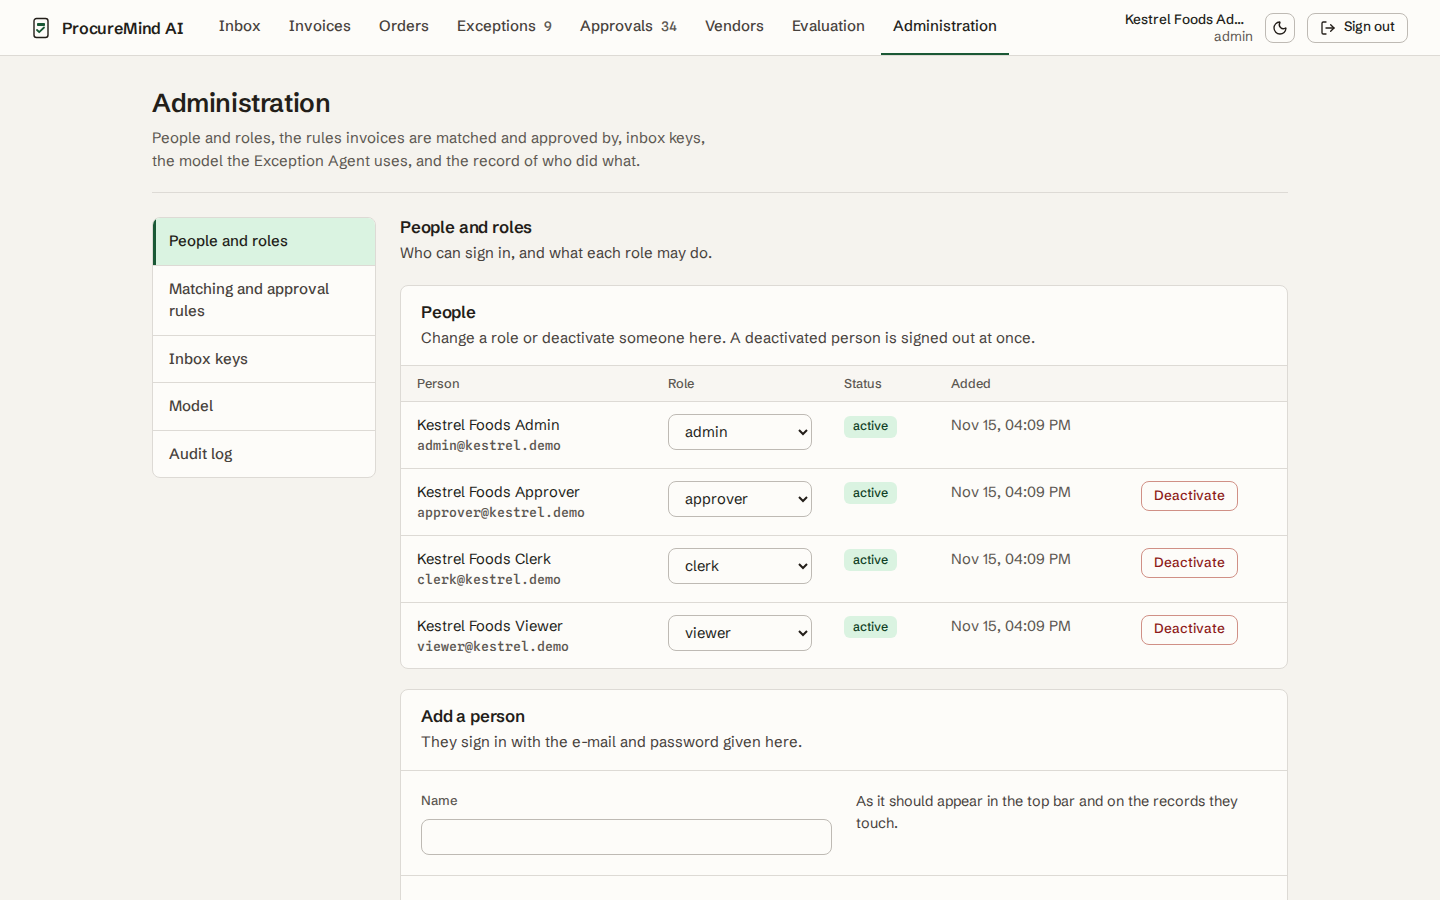 ProcureMind AI
Inbox
Invoices
Orders
Exceptions 9
Approvals 34
Vendors
Evaluation
Administration
Kestrel Foods Ad...
admin
Sign out
Administration
People and roles, the rules invoices are matched and approved by, inbox keys,
the model the Exception Agent uses, and the record of who did what.
People and roles
Matching and approval
rules
Inbox keys
Model
Audit log
People and roles
Who can sign in, and what each role may do.
People
Change a role or deactivate someone here. A deactivated person is signed out at once.
Person Role Status Added
Kestrel Foods Admin admin active Nov 15, 04:09 PM
admin@kestrel.demo
Kestrel Foods Approver approver active Nov 15, 04:09 PM Deactivate
approver@kestrel.demo
Kestrel Foods Clerk clerk active Nov 15, 04:09 PM Deactivate
clerk@kestrel.demo
Kestrel Foods Viewer viewer active Nov 15, 04:09 PM Deactivate
viewer@kestrel.demo
Add a person
They sign in with the e-mail and password given here.
Name
As it should appear in the top bar and on the records they
touch.